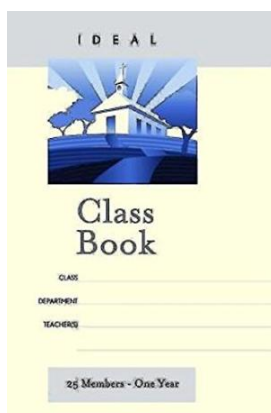 IDEAL
Class
Book
CLASS
DEPARTMENT
TEACHER(S)
25 Members - One Year